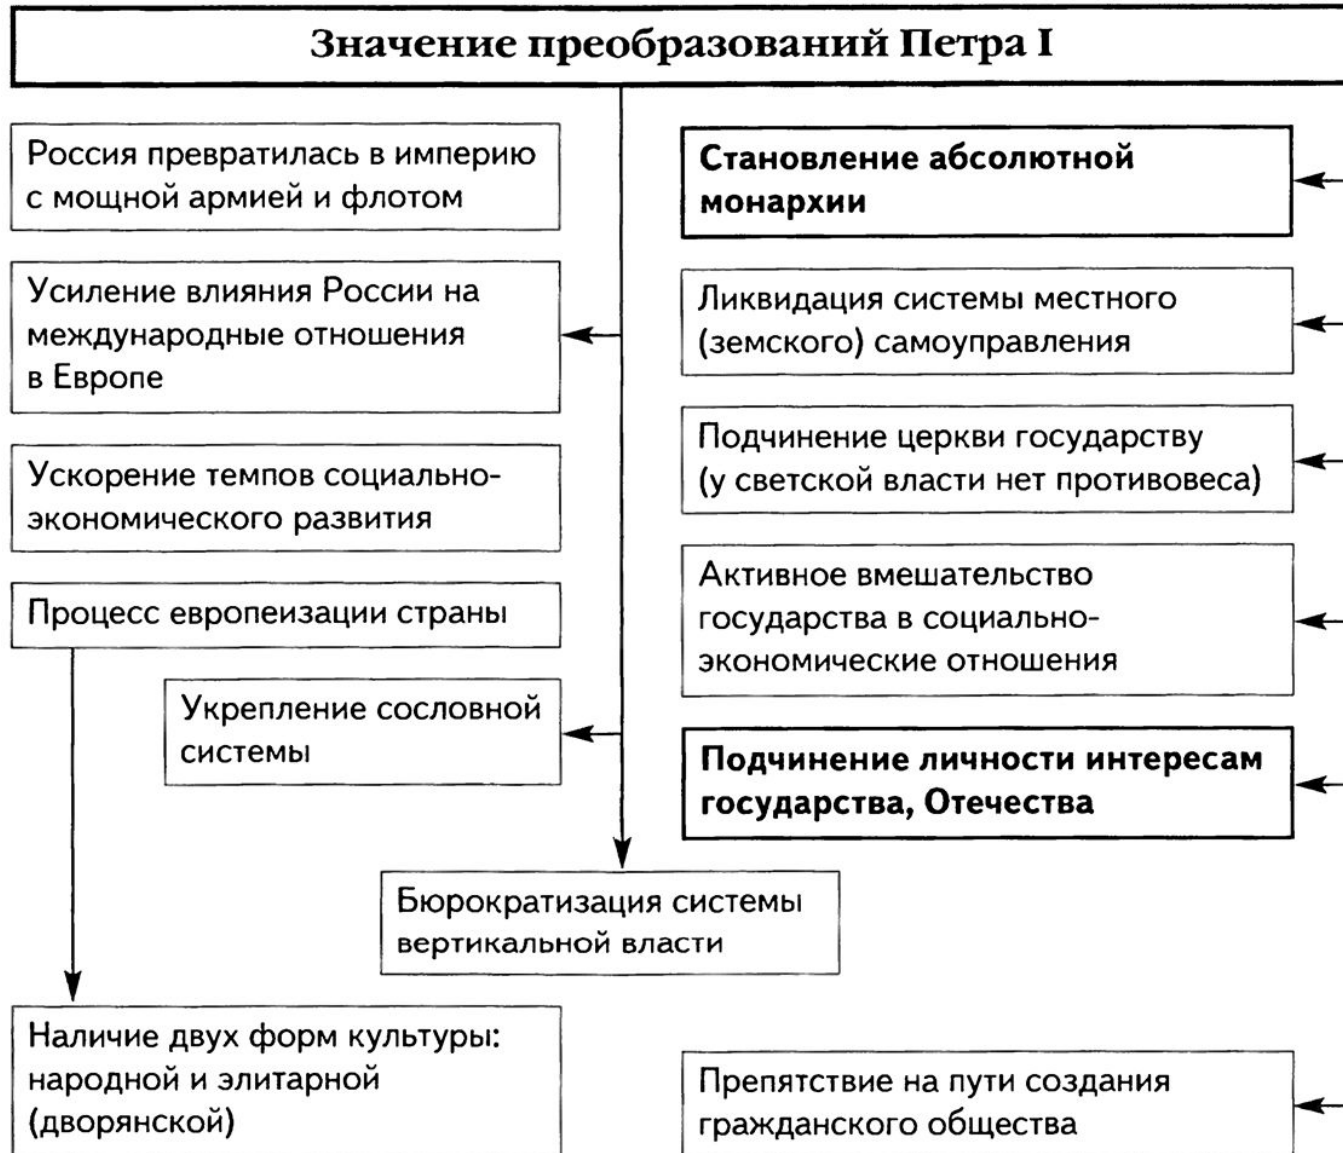 Значение преобразований Петра I
Россия превратилась в империю
с мощной армией и флотом
Усиление влияния России на
международные отношения
в Европе
Ускорение темпов социально-
экономического развития
Процесс европеизации страны
Укрепление сословной
системы
Становление абсолютной
монархии
Ликвидация системы местного
(земского) самоуправления
Подчинение церкви государству
(у светской власти нет противовеса)
Активное вмешательство
государства в социально-
экономические отношения
Подчинение личности интересам
государства, Отечества
Бюрократизация системы
вертикальной власти
Наличие двух форм культуры:
народной и элитарной
(дворянской)
Препятствие на пути создания
гражданского общества